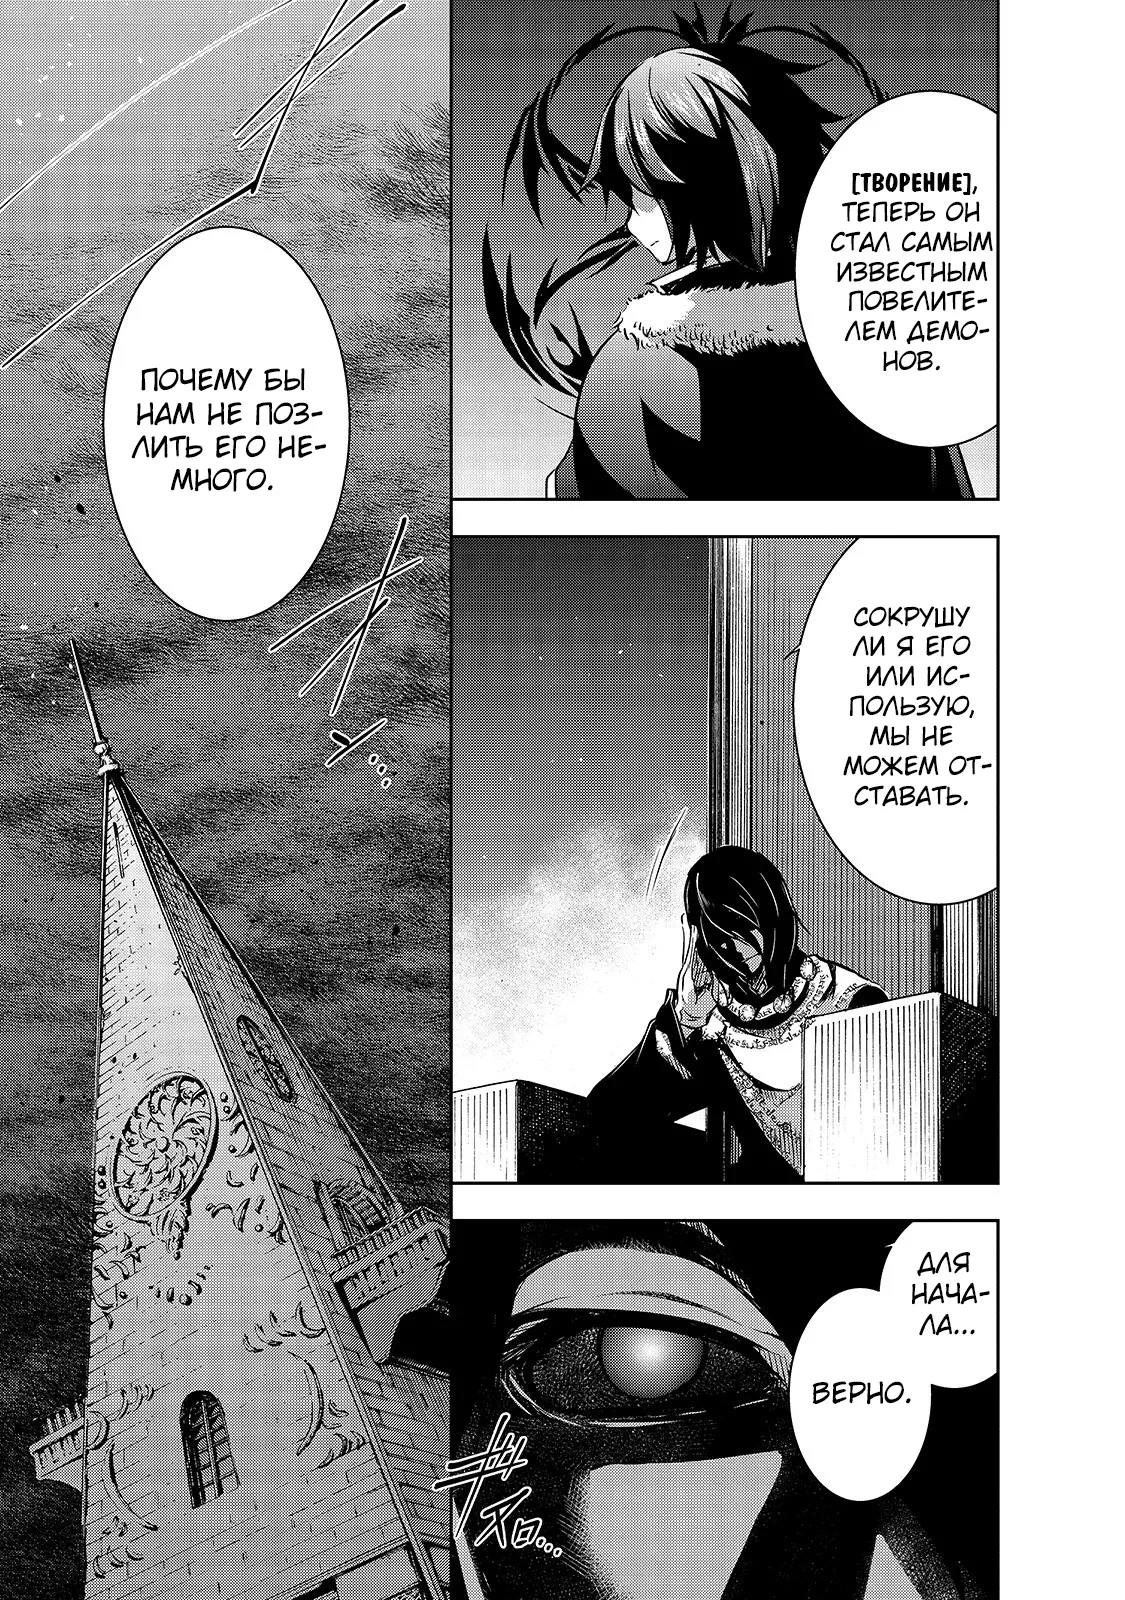 [ТВОРЕНИЕ],
ТЕПЕРЬ ОН
СТАЛ САМЫМ
ИЗВЕСТНЫМ
ПОВЕЛИТЕ-
ЛЕМ ДЕМО-
НОВ.
СОКРУШУ
ЛИ Я ЕГО
ИЛИ ИС-
ПОЛЬЗУЮ,
МЫ НЕ
МОЖЕМ ОТ-
СТАВАТЬ.
ДЛЯ
НАЧА-
ЛА...
ВЕРНО.
ПОЧЕМУ БЫ
НАМ НЕ ПОЗ-
ЛИТЬ ЕГО НЕ-
МНОГО.